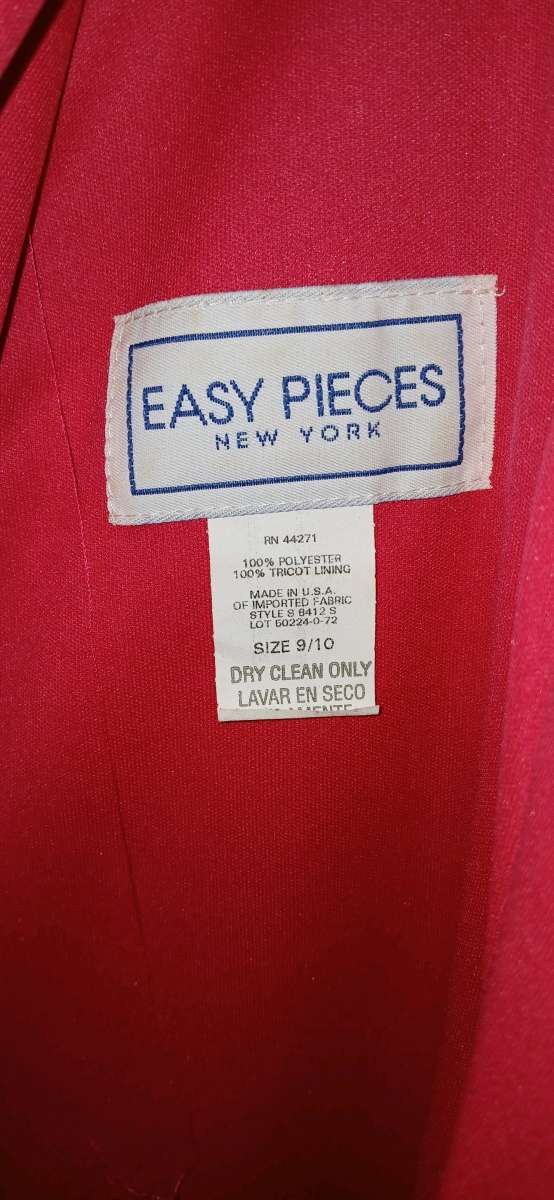 EASY PIECES
NEW YORK
RN 44271
100% POLYESTER
100% TRICOT LINING
MADE IN U.S.A.
OF IMPORTED FABRIC
STYLE S 8412 S
LOT 50224-0-72
SIZE 9/10
DRY CLEAN ONLY
LAVAR EN SECO